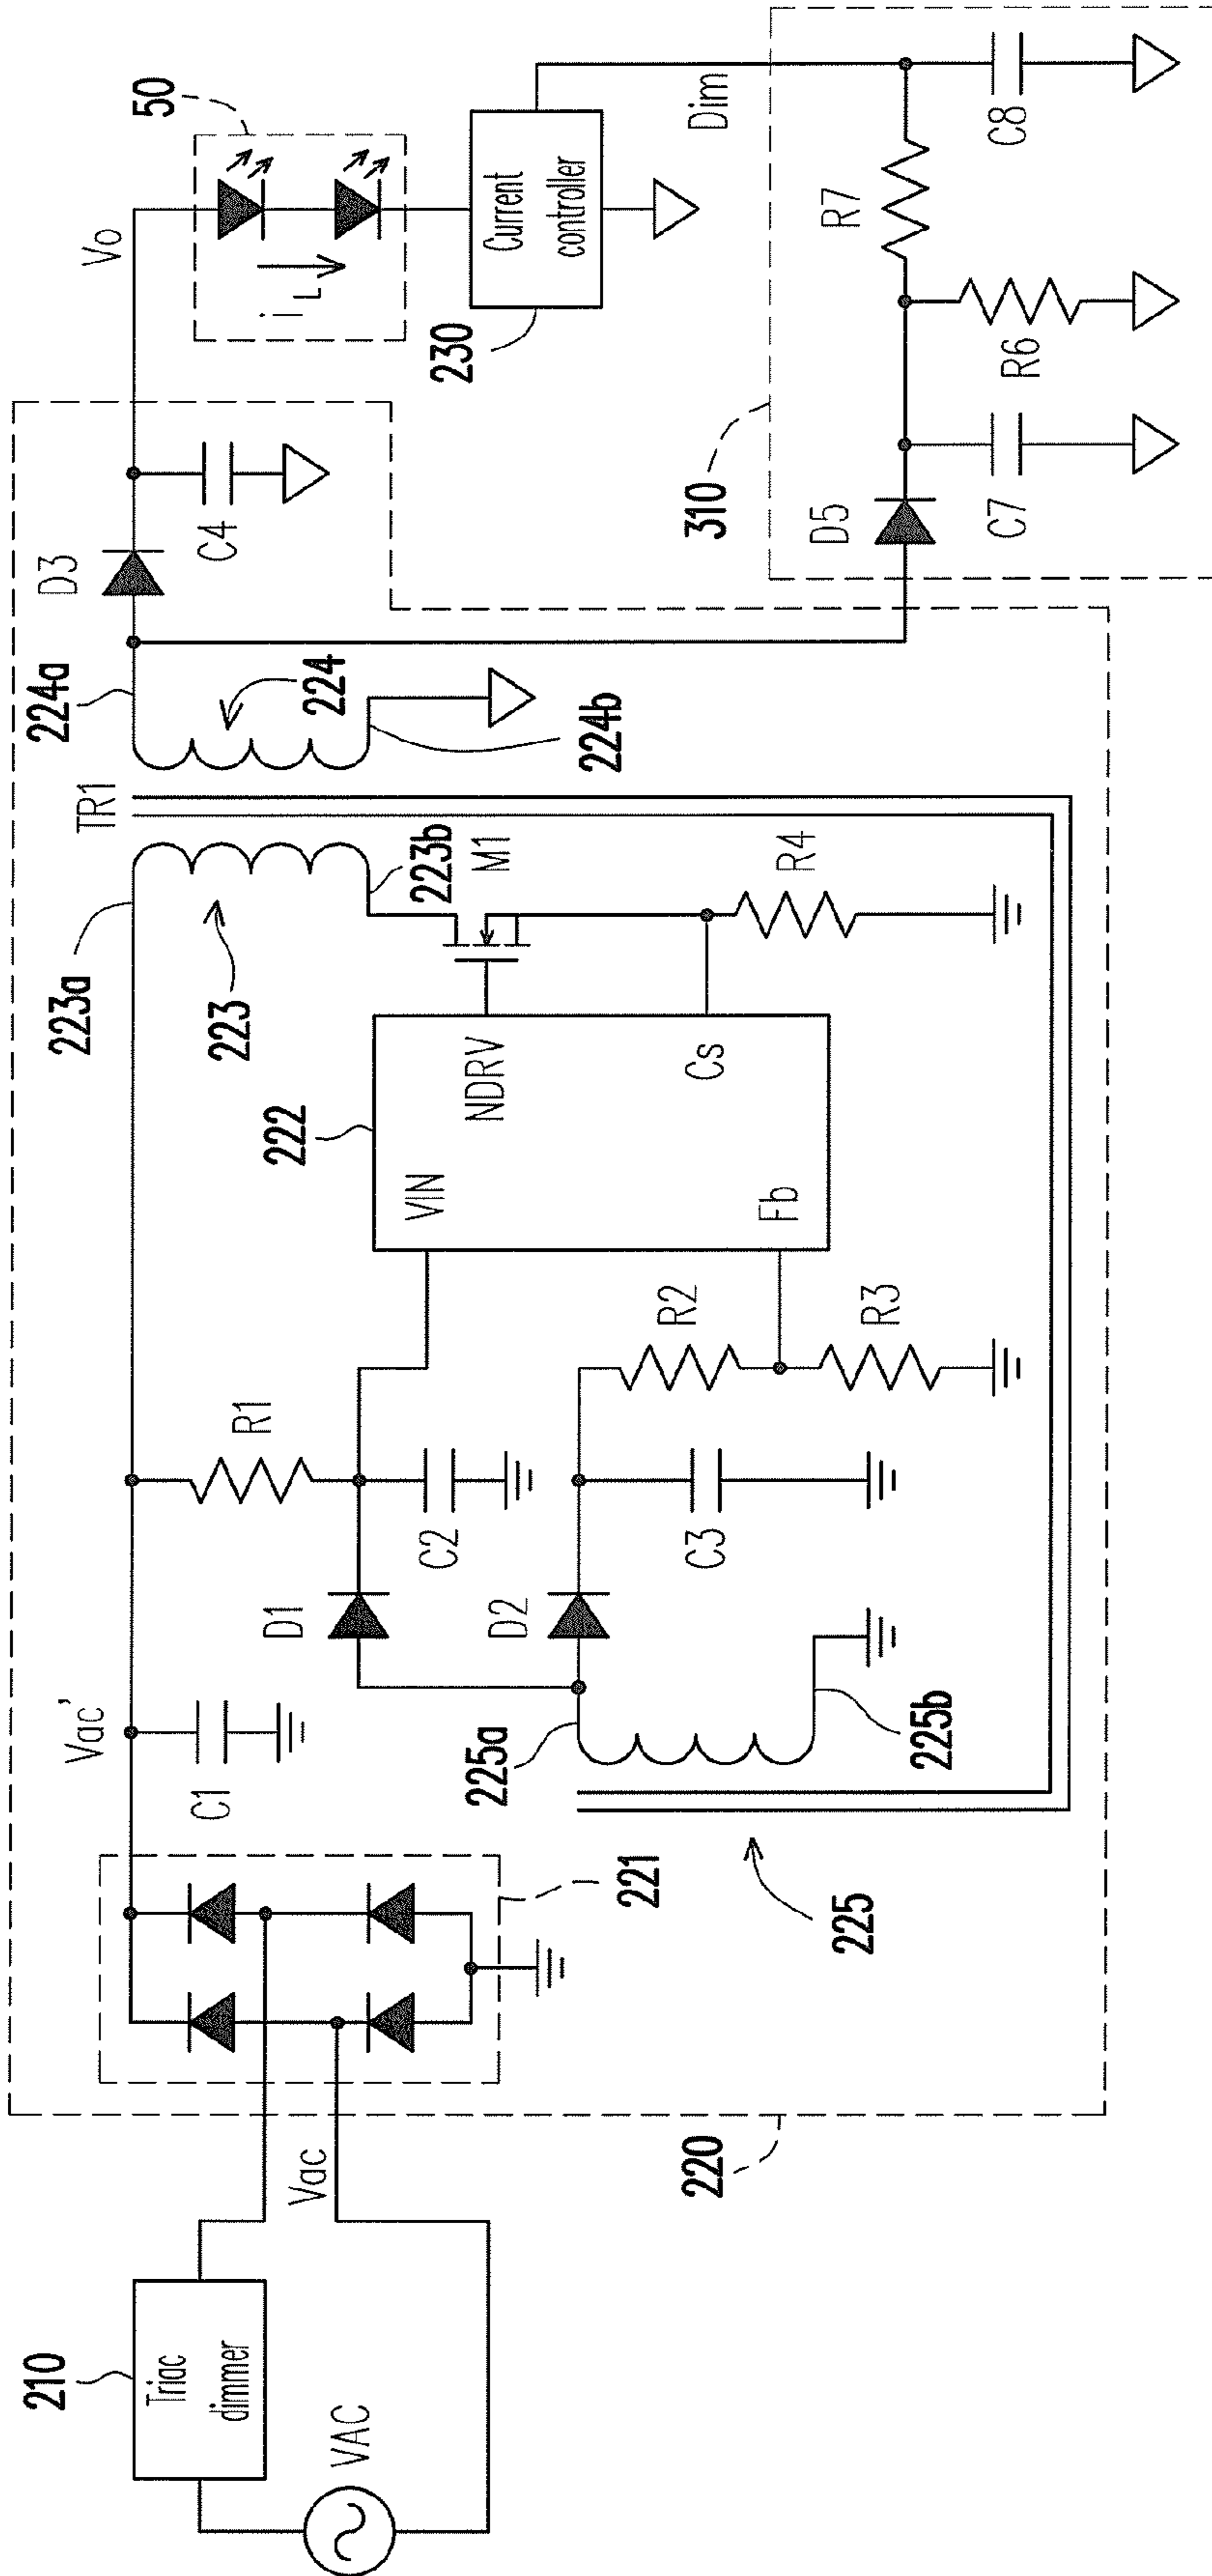 210
Triac
dimmer
VAC
Vac
220
221
Vac'
C1
R1
D1
C2
VIN
222
NDRV
Cs
Fb
D2
C3
R2
R3
225a
225b
225
223a
223
223b
M1
R4
TR1
224a
224
224b
D3
C4
Vo
50
iL
Current
controller
230
Dim
310
D5
C7
R6
R7
C8